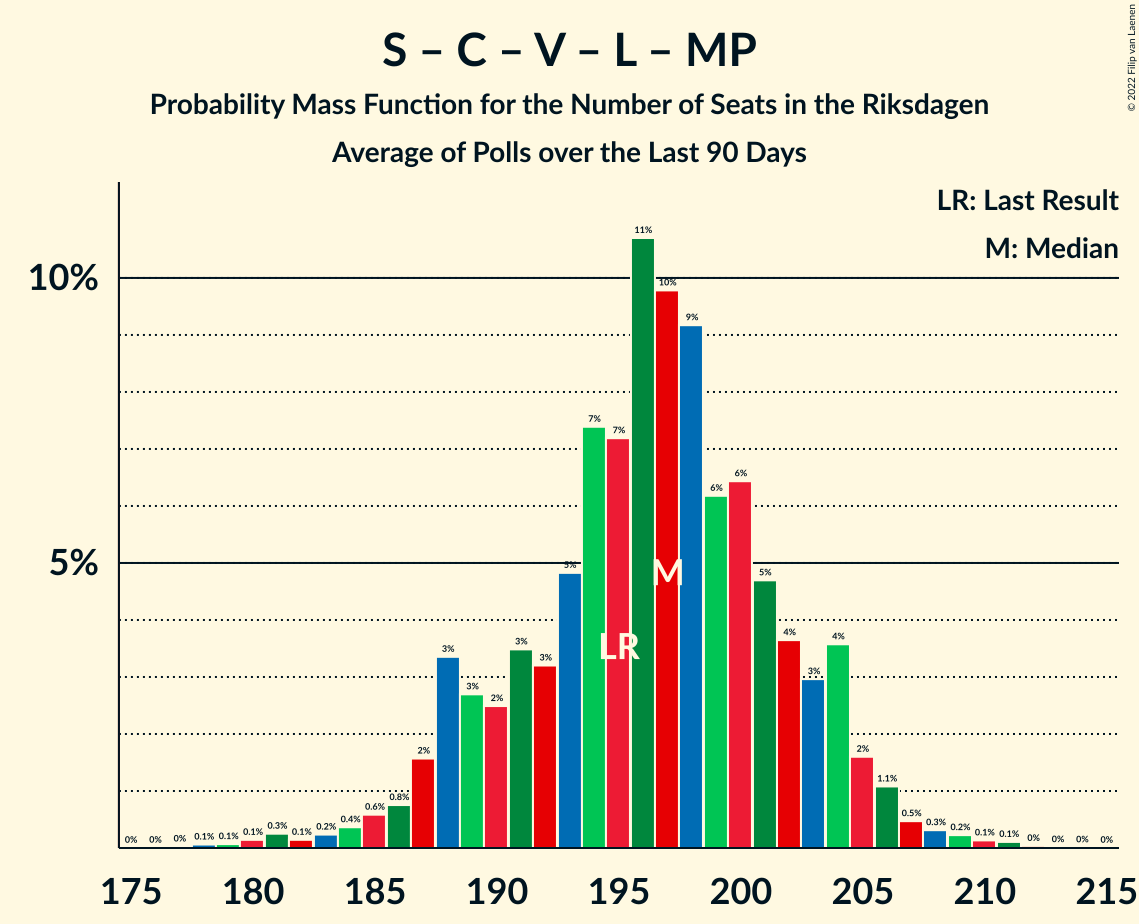 S – C – V – L – MP
Probability Mass Function for the Number of Seats in the Riksdagen
Average of Polls over the Last 90 Days
© 2022 Filip van Laenen
LR: Last Result
M: Median
10%
5%
0% 0% 0% 0.1% 0.1% 0.1% 0.3% 0.1% 0.2% 0.4% 0.6% 0.8% 2% 3% 3% 2% 3% 3% 5% 7% 7% 11% 10% 9% 6% 6% 5% 4% 3% 4% 2% 1.1% 0.5% 0.3% 0.2% 0.1% 0.1% 0% 0% 0% 0%
M
LR
175 180 185 190 195 200 205 210 215